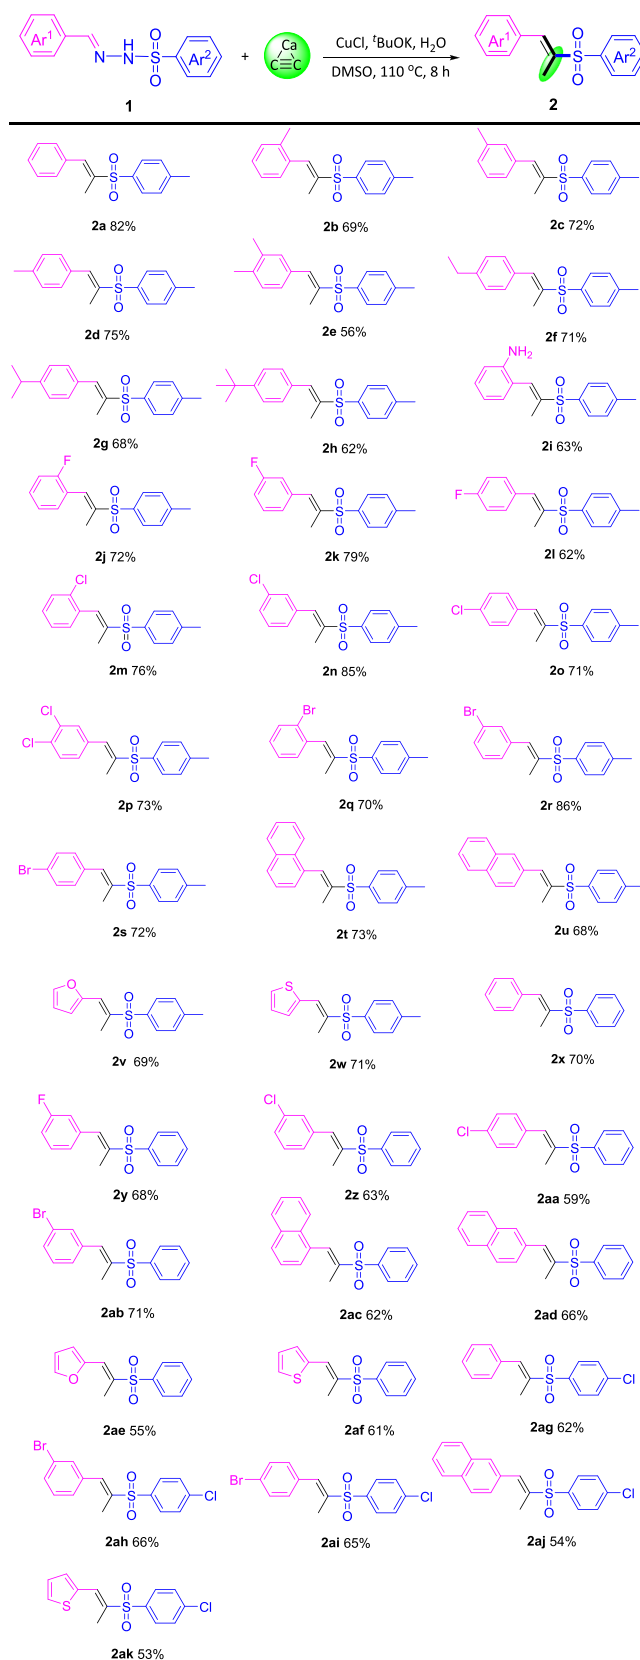 Ar¹ N NH O S O Ar² + Ca C≡C CuCl, ᵗBuOK, H₂O Ar¹ O S O Ar²
DMSO, 110 ºC, 8 h
1 2
O S O O S O O S O
2a 82% 2b 69% 2c 72%
O S O O S O O S O
2d 75% 2e 56% 2f 71%
O S O O S O NH₂ O S O
2g 68% 2h 62% 2i 63%
F O S O F O S O F O S O
2j 72% 2k 79% 2l 62%
Cl O S O Cl O S O Cl O S O
2m 76% 2n 85% 2o 71%
Cl Cl O S O Br O S O Br O S O
2p 73% 2q 70% 2r 86%
Br O S O O S O O S O
2s 72% 2t 73% 2u 68%
O O S O S O S O O S O
2v 69% 2w 71% 2x 70%
F O S O Cl O S O Cl O S O
2y 68% 2z 63% 2aa 59%
Br O S O O S O O S O
2ab 71% 2ac 62% 2ad 66%
O O S O S O S O O S O Cl
2ae 55% 2af 61% 2ag 62%
Br O S O Cl Br O S O Cl O S O Cl
2ah 66% 2ai 65% 2aj 54%
S O S O Cl
2ak 53%